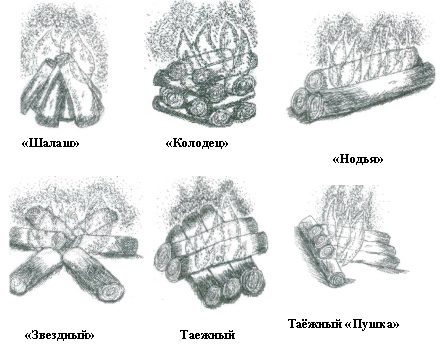 «Шалаш»
«Колодец»
«Нодья»
«Звездный»
Таежный
Таёжный «Пушка»